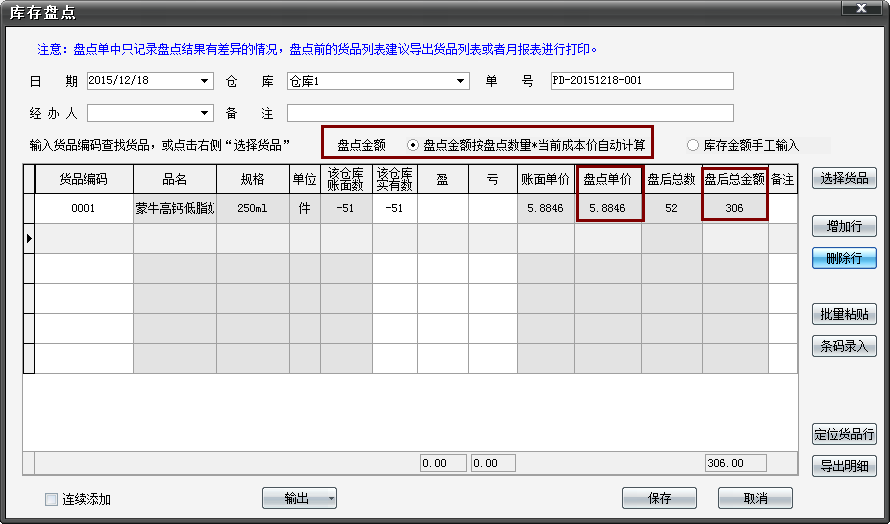 库存盘点
注意：盘点单中只记录盘点结果有差异的情况，盘点前的货品列表建议导出货品列表或者月报表进行打印。
日 期 2015/12/18 仓 库 仓库1 单 号 PD-20151218-001
经 办 人 备 注
输入货品编码查找货品，或点击右侧“选择货品” 盘点金额 盘点金额按盘点数量*当前成本价自动计算 库存金额手工输入
货品编码 品名 规格 单位 该仓库账面数 该仓库实有数 盈 亏 账面单价 盘点单价 盘后总数 盘后总金额 备注 选择货品
0001 蒙牛高钙低脂 250ml 件 -51 -51 5.8846 5.8846 52 306
增加行
删除行
批量粘贴
条码录入
定位货品行
0.00 0.00 306.00 导出明细
连续添加 输出 保存 取消